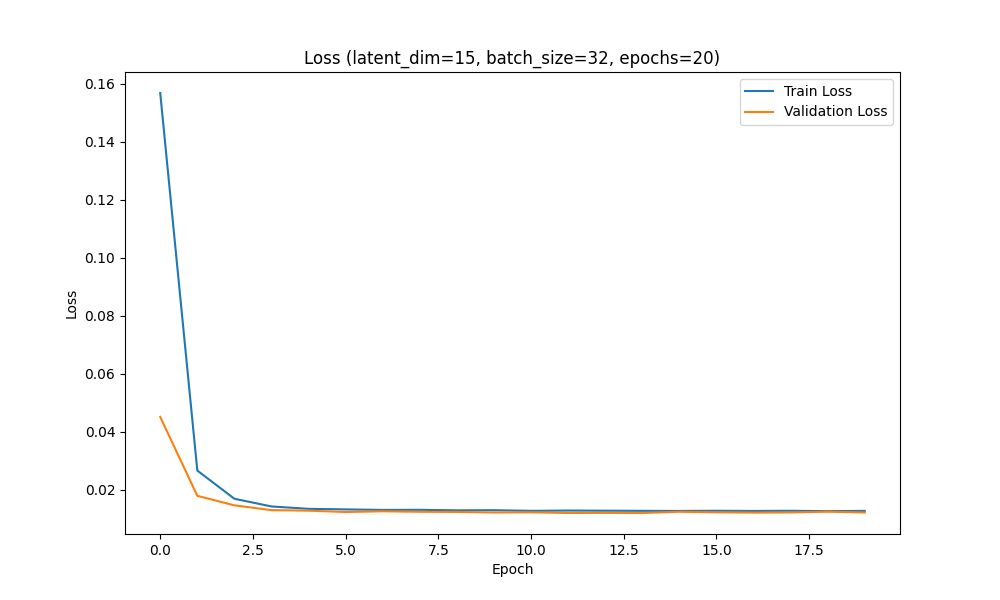 Loss (latent_dim=15, batch_size=32, epochs=20)
Train Loss
Validation Loss
0.16
0.14
0.12
0.10
0.08
0.06
0.04
0.02
Loss
0.0 2.5 5.0 7.5 10.0 12.5 15.0 17.5
Epoch